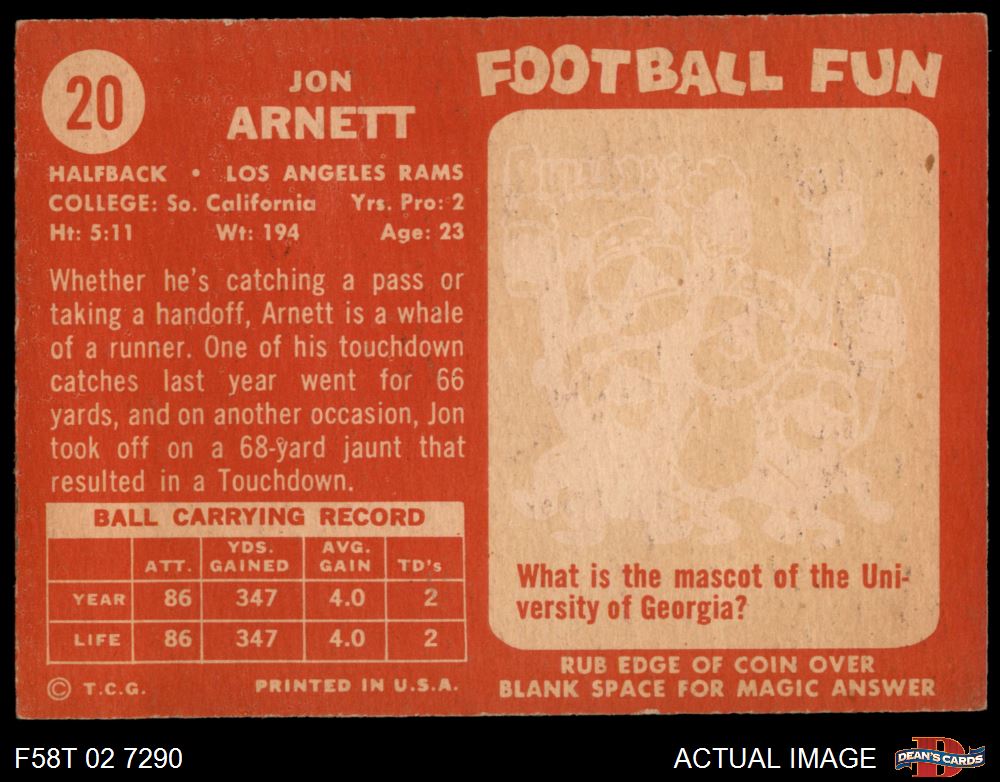 20
JON
ARNETT
HALFBACK • LOS ANGELES RAMS
COLLEGE: So. California Yrs. Pro: 2
Ht: 5:11 Wt: 194 Age: 23
Whether he's catching a pass or
taking a handoff, Arnett is a whale
of a runner. One of his touchdown
catches last year went for 66
yards, and on another occasion, Jon
took off on a 68-yard jaunt that
resulted in a Touchdown.
BALL CARRYING RECORD
ATT. YDS. GAINED AVG. GAIN TD's
YEAR 86 347 4.0 2
LIFE 86 347 4.0 2
© T.C.G. PRINTED IN U.S.A.
FOOTBALL FUN
What is the mascot of the Uni-
versity of Georgia?
RUB EDGE OF COIN OVER
BLANK SPACE FOR MAGIC ANSWER
F58T 02 7290
ACTUAL IMAGE
D
DEAN'S CARDS